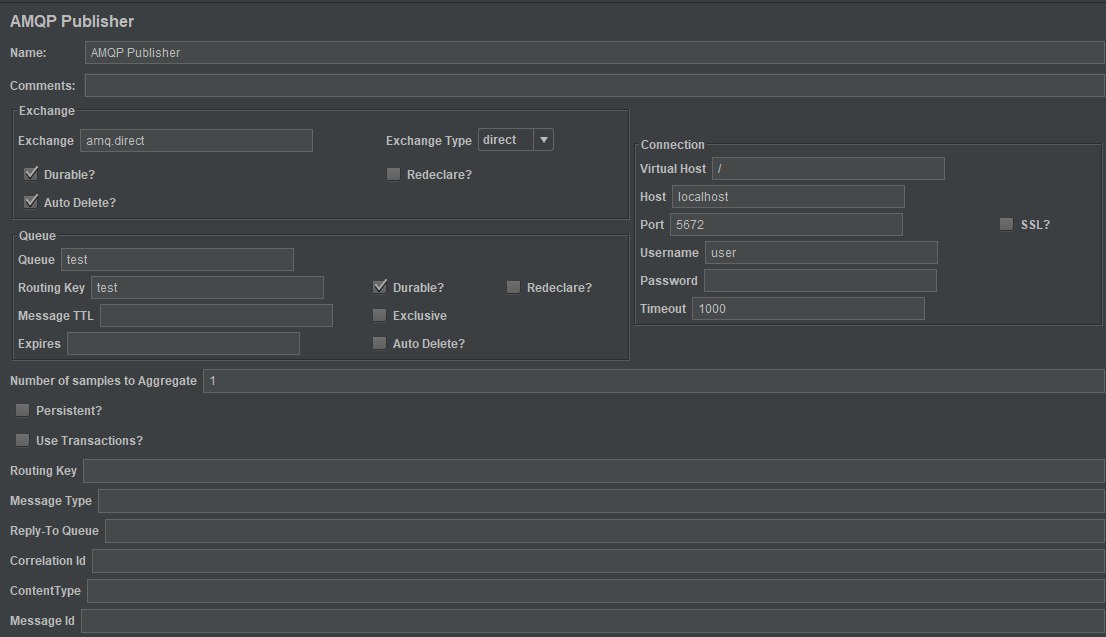 AMQP Publisher
Name: AMQP Publisher
Comments:
Exchange
Exchange amq.direct Exchange Type direct
Durable? Redeclare?
Auto Delete?
Queue
Queue test
Routing Key test Durable? Redeclare?
Message TTL Exclusive
Expires Auto Delete?
Connection
Virtual Host /
Host localhost
Port 5672 SSL?
Username user
Password
Timeout 1000
Number of samples to Aggregate 1
Persistent?
Use Transactions?
Routing Key
Message Type
Reply-To Queue
Correlation Id
ContentType
Message Id